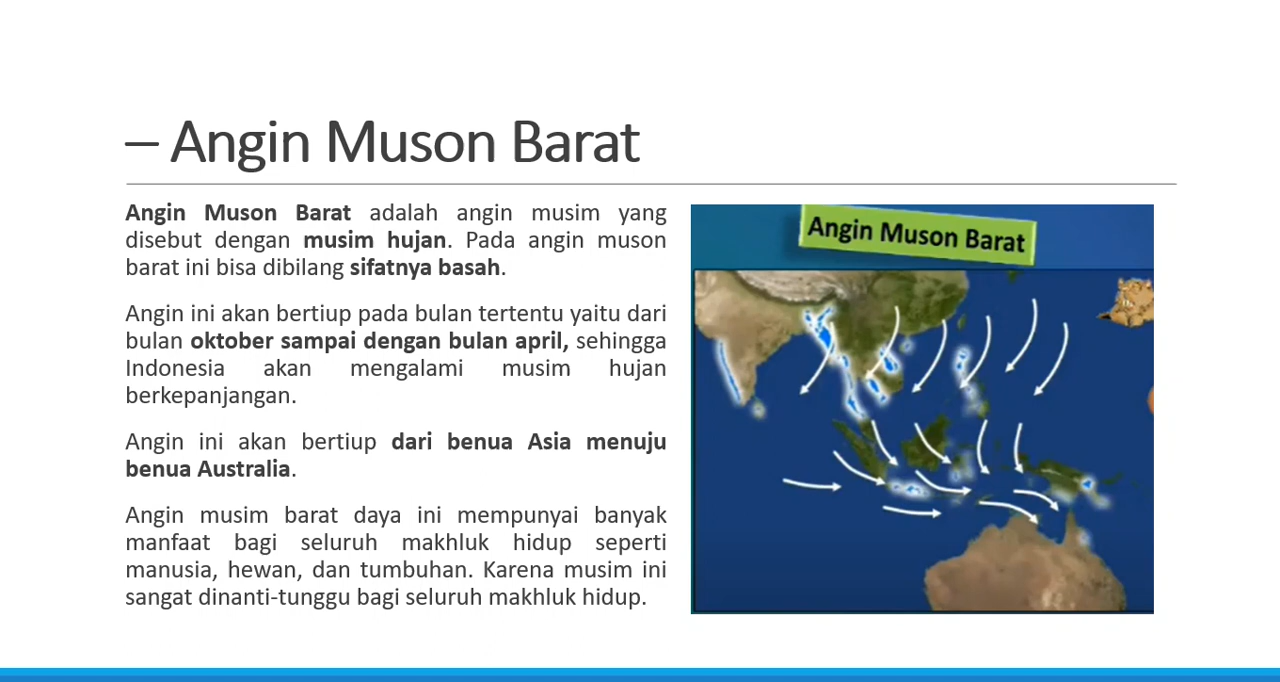 – Angin Muson Barat
Angin Muson Barat adalah angin musim yang
disebut dengan musim hujan. Pada angin muson
barat ini bisa dibilang sifatnya basah.
Angin ini akan bertiup pada bulan tertentu yaitu dari
bulan oktober sampai dengan bulan april, sehingga
Indonesia akan mengalami musim hujan
berkepanjangan.
Angin ini akan bertiup dari benua Asia menuju
benua Australia.
Angin musim barat daya ini mempunyai banyak
manfaat bagi seluruh makhluk hidup seperti
manusia, hewan, dan tumbuhan. Karena musim ini
sangat dinanti-tunggu bagi seluruh makhluk hidup.
Angin Muson Barat